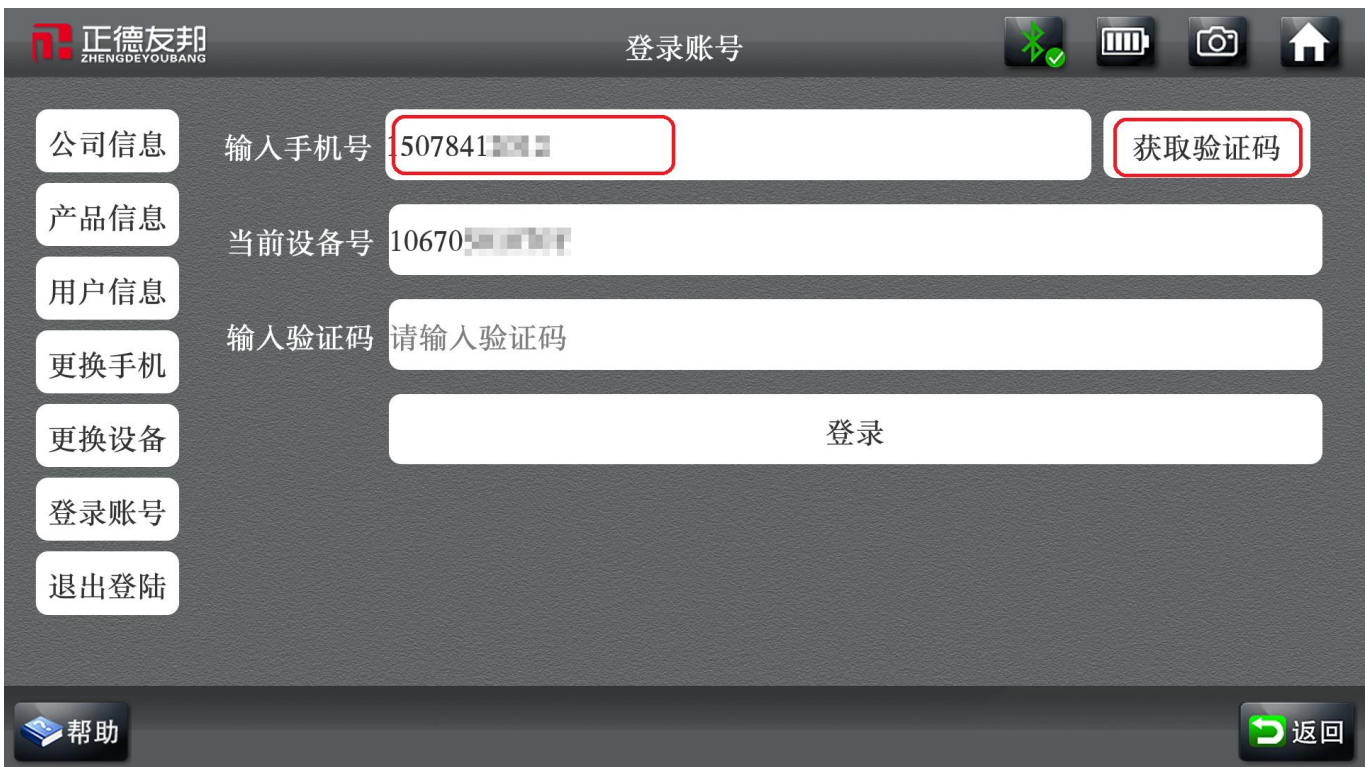 正德友邦
ZHENGDEYOUBANG
登录账号
公司信息
产品信息
用户信息
更换手机
更换设备
登录账号
退出登陆
输入手机号 1507841
获取验证码
当前设备号 10670
输入验证码 请输入验证码
登录
帮助
返回